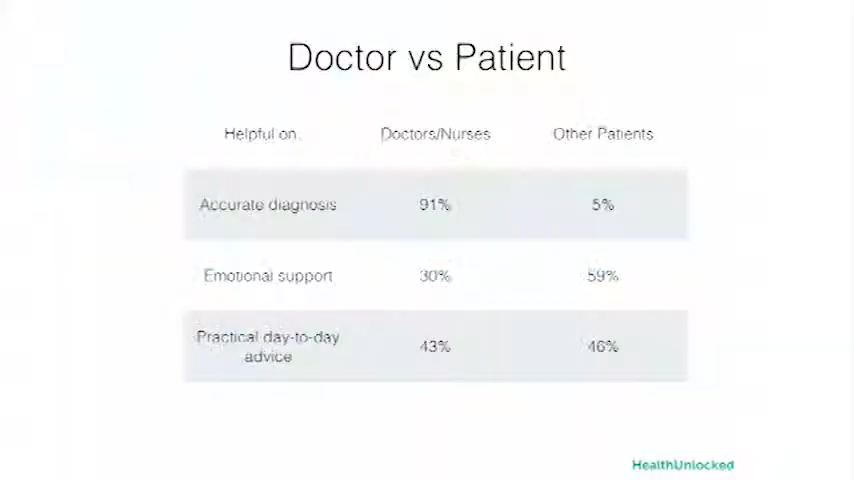 Doctor vs Patient
Helpful on. Doctors/Nurses Other Patients
Accurate diagnosis 91% 5%
Emotional support 30% 59%
Practical day-to-day
advice 43% 46%
HealthUnlocked